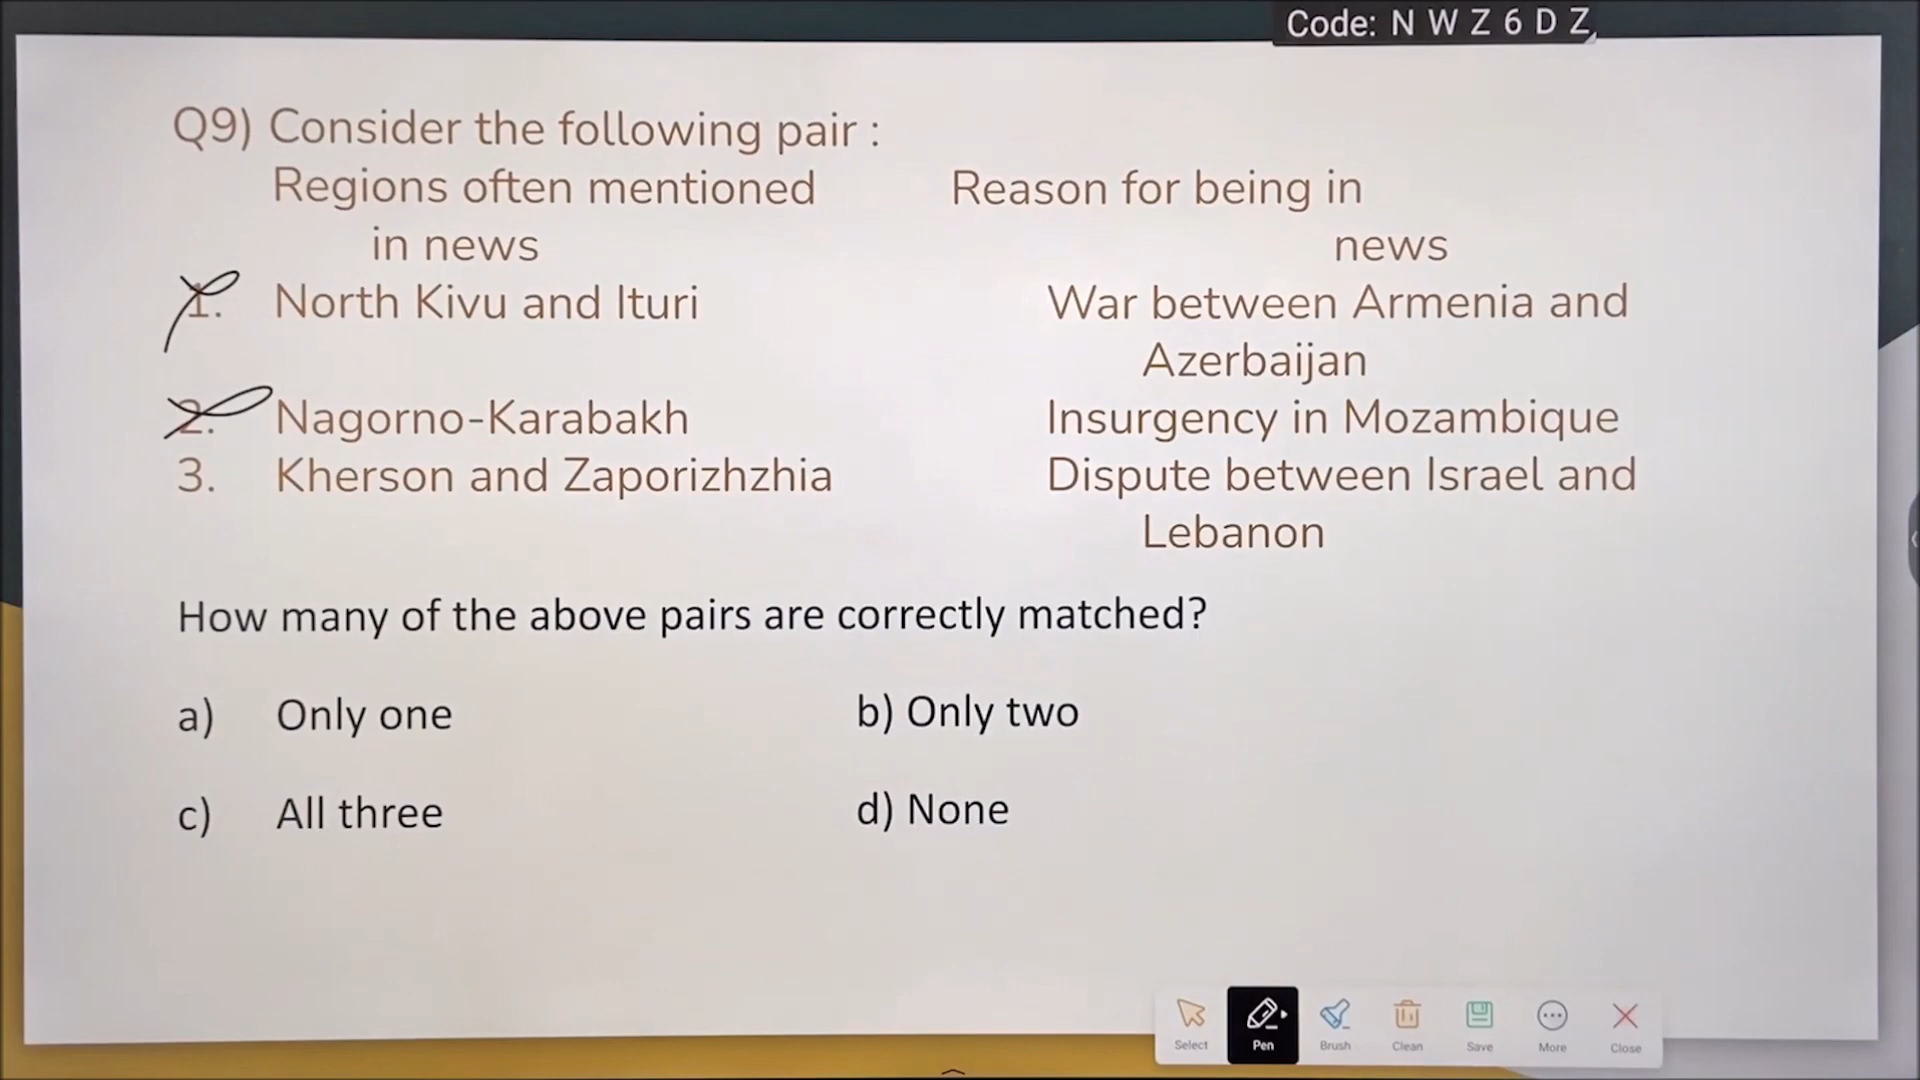 Code: N W Z 6 D Z
Q9) Consider the following pair :
Regions often mentioned Reason for being in
in news news
1. North Kivu and Ituri War between Armenia and
Azerbaijan
2. Nagorno-Karabakh Insurgency in Mozambique
3. Kherson and Zaporizhzhia Dispute between Israel and
Lebanon
How many of the above pairs are correctly matched?
a) Only one b) Only two
c) All three d) None
Select Pen Brush Clean Save More Close